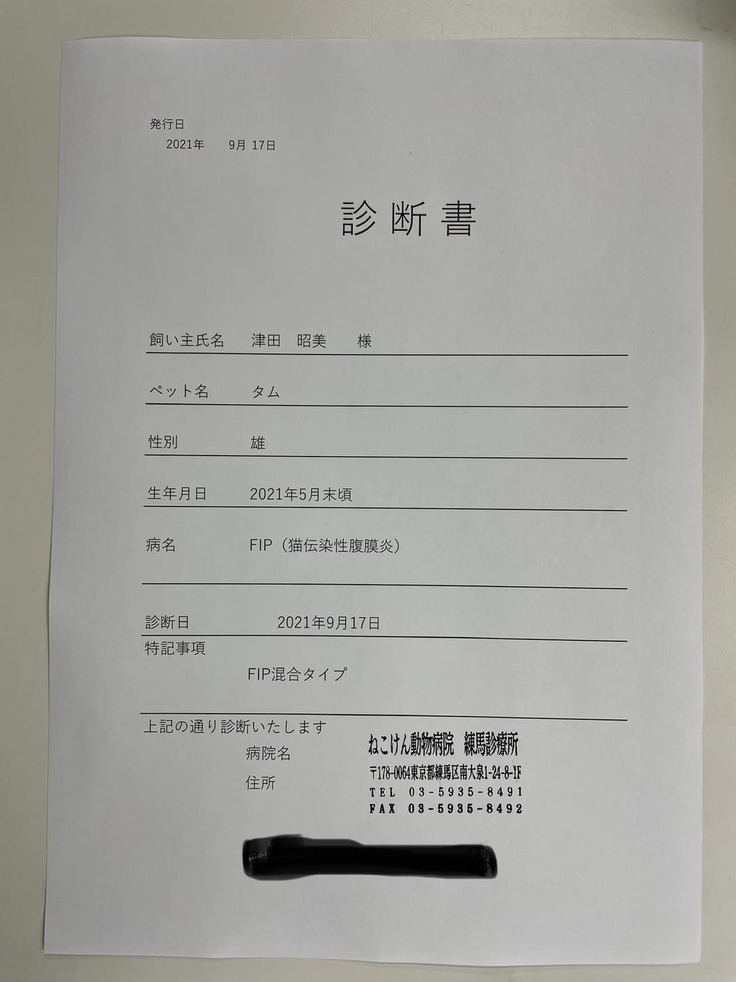 発行日
2021年 9月 17日
診断書
飼い主氏名 津田 昭美 様
ペット名 タム
性別 雄
生年月日 2021年5月末頃
病名 FIP（猫伝染性腹膜炎）
診断日 2021年9月17日
特記事項
FIP混合タイプ
上記の通り診断いたします
病院名 ねこけん動物病院 練馬診療所
住所 〒178-0064東京都練馬区南大泉1-24-8-1F
TEL 03-5935-8491
FAX 03-5935-8492